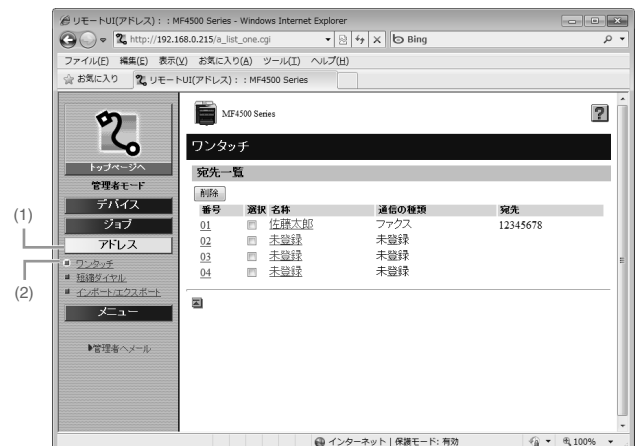 リモートUI(アドレス) : : MF4500 Series - Windows Internet Explorer
http://192.168.0.215/a_list_one.cgi
Bing
ファイル(F) 編集(E) 表示(V) お気に入り(A) ツール(T) ヘルプ(H)
お気に入り リモートUI(アドレス) : : MF4500 Series
MF4500 Series
?
トップページへ
管理者モード
デバイス
ジョブ
(1)
アドレス
ワンタッチ
(2)
短縮ダイヤル
インポート/エクスポート
メニュー
管理者へメール
ワンタッチ
宛先一覧
削除
番号 選択 名称 通信の種類 宛先
01 佐藤太郎 ファクス 12345678
02 未登録 未登録
03 未登録 未登録
04 未登録 未登録
インターネット | 保護モード: 有効 100%